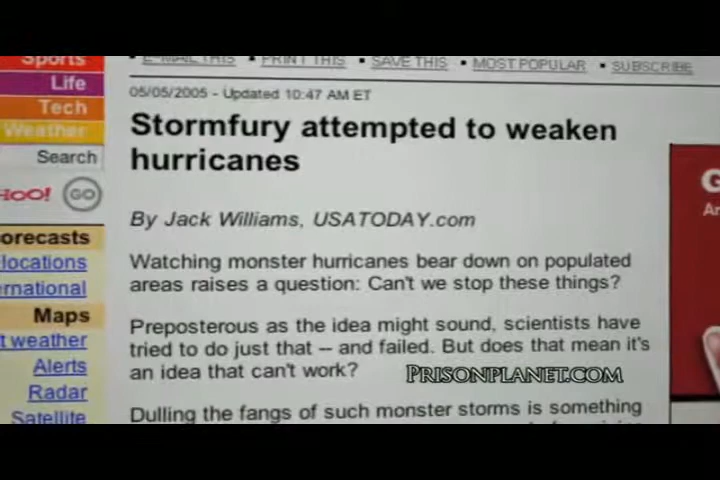 Sports
Life
Tech
Weather
Search
GO
locations
Maps
weather
Alerts
Radar
Satellite
E-MAIL THIS • PRINT THIS • SAVE THIS • MOST POPULAR • SUBSCRIBE
05/05/2005 - Updated 10:47 AM ET
Stormfury attempted to weaken
hurricanes
By Jack Williams, USATODAY.com
Watching monster hurricanes bear down on populated
areas raises a question: Can't we stop these things?
Preposterous as the idea might sound, scientists have
tried to do just that -- and failed. But does that mean it's
an idea that can't work?
PRISONPLANET.COM
Dulling the fangs of such monster storms is something